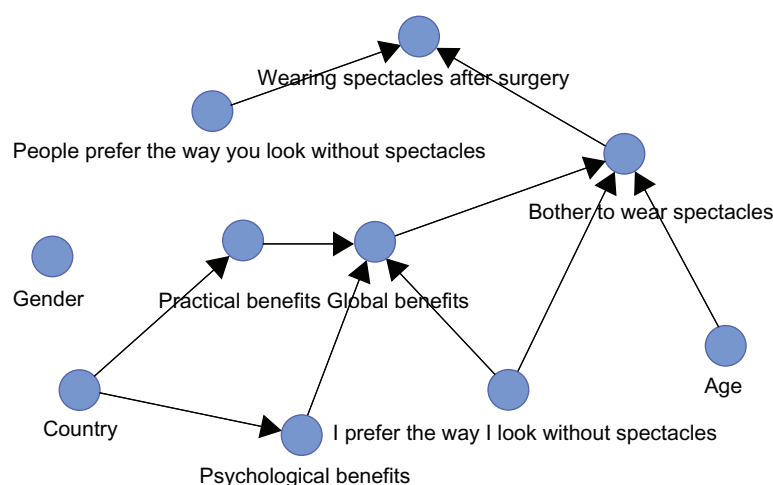 Wearing spectacles after surgery
People prefer the way you look without spectacles
Bother to wear spectacles
Gender
Practical benefits
Global benefits
Age
Country
I prefer the way I look without spectacles
Psychological benefits